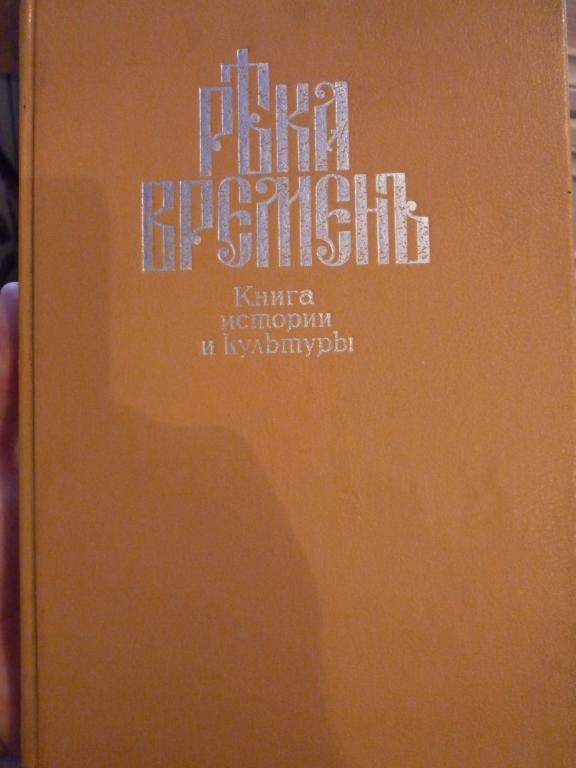 РѢКА
ВРЕМЕНЪ
Книга
истории
и культуры